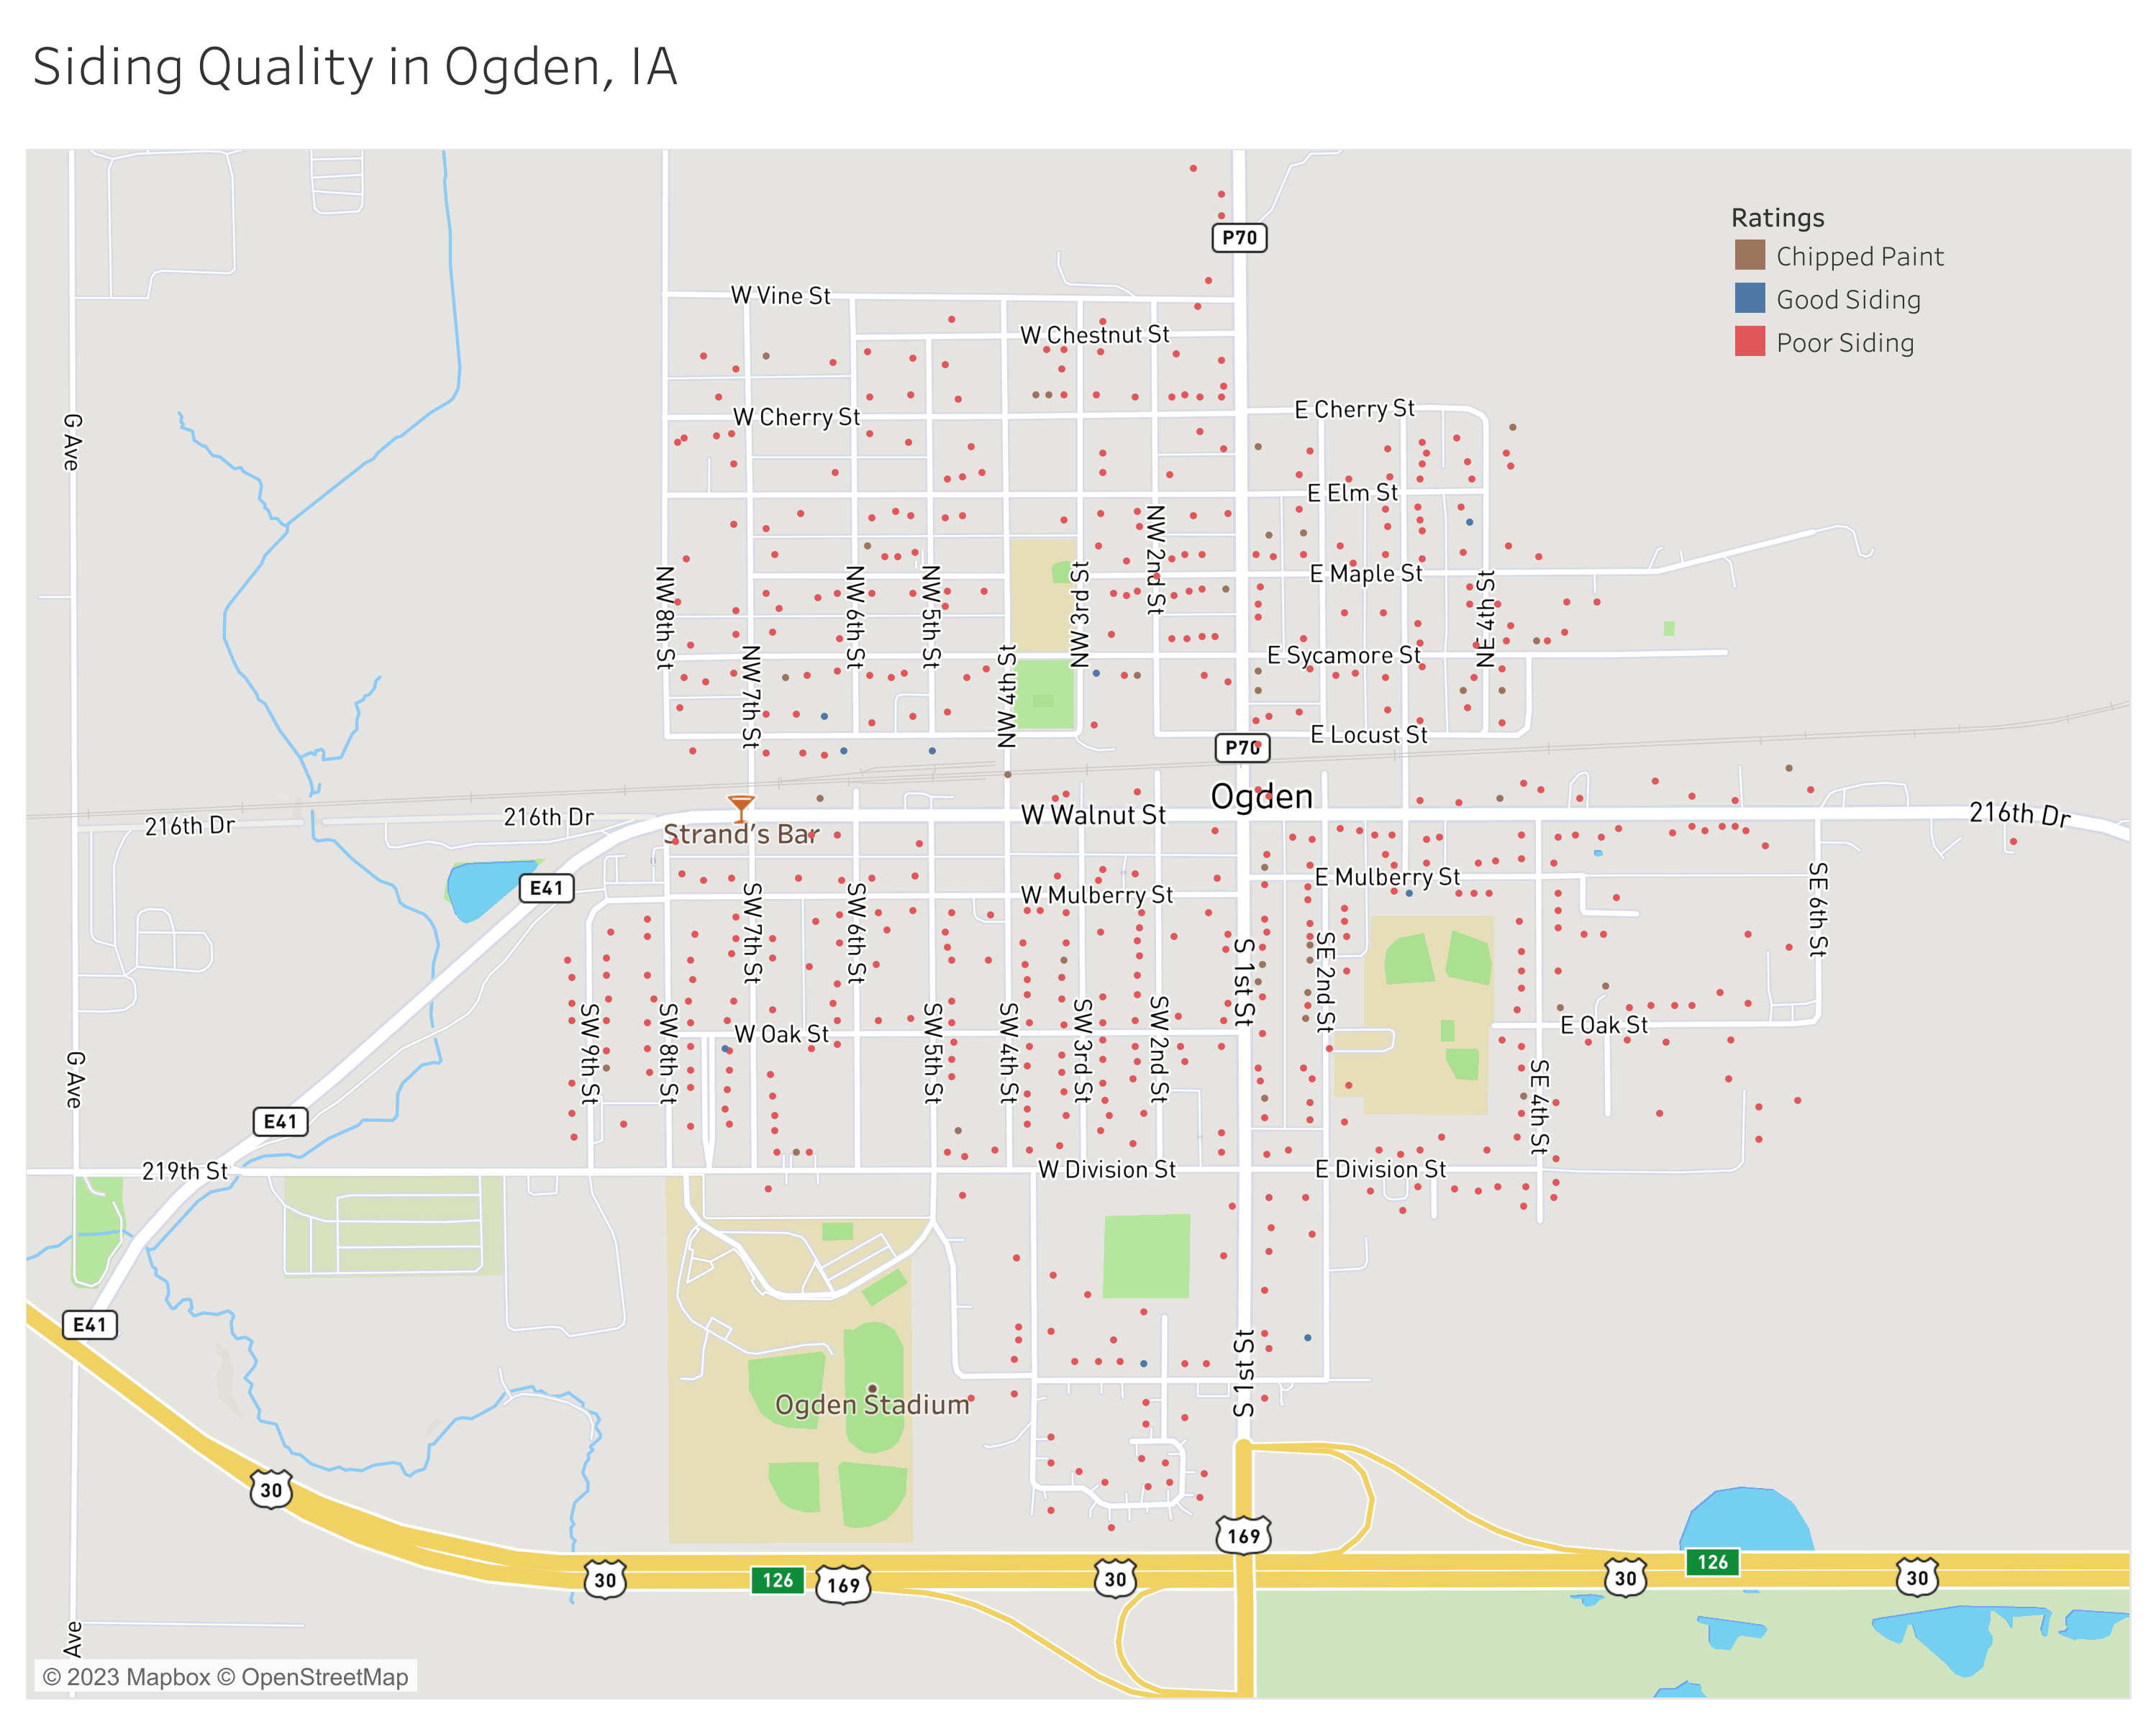 Siding Quality in Ogden, IA
P70
Ratings
Chipped Paint
Good Siding
Poor Siding
W Vine St
W Chestnut St
G Ave
W Cherry St
E Cherry St
E Elm St
NW 2nd St
NW 8th St
NW 6th St
NW 5th St
NW 3rd St
E Maple St
NE 4th St
NW 7th St
NW 4th St
E Sycamore St
E Locust St
P70
Ogden
216th Dr
216th Dr
Strand's Bar
W Walnut St
216th Dr
E41
W Mulberry St
E Mulberry St
SE 6th St
SW 7th St
SW 6th St
S 1st St
SE 2nd St
G Ave
SW 9th St
SW 8th St
W Oak St
SW 5th St
SW 4th St
SW 3rd St
SW 2nd St
E Oak St
SE 4th St
E41
219th St
W Division St
E Division St
E41
S 1st St
Ogden Stadium
30
169
30
126
169
30
30
126
30
Ave
© 2023 Mapbox © OpenStreetMap